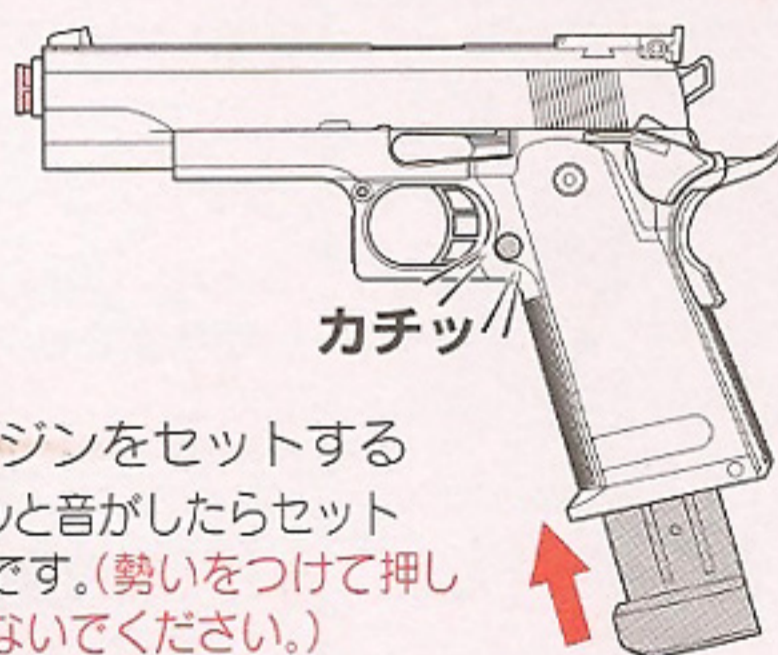 カチッ
ジンをセットする
ッと音がしたらセット
です。(勢いをつけて押し
ないでください。)